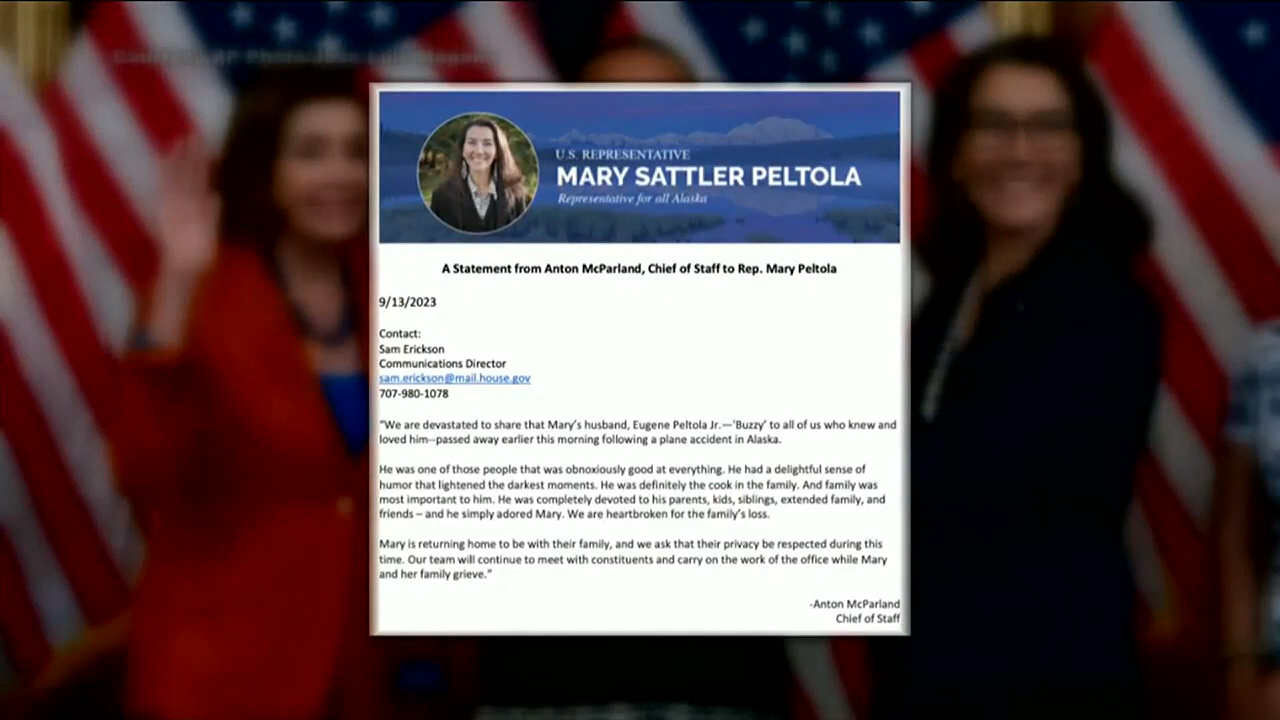 U.S. REPRESENTATIVE
MARY SATTLER PELTOLA
Representative for all Alaska
A Statement from Anton McParland, Chief of Staff to Rep. Mary Peltola
9/13/2023
Contact:
Sam Erickson
Communications Director
sam.erickson@mail.house.gov
707-980-1078
"We are devastated to share that Mary's husband, Eugene Peltola Jr.—'Buzzy' to all of us who knew and
loved him--passed away earlier this morning following a plane accident in Alaska.
He was one of those people that was obnoxiously good at everything. He had a delightful sense of
humor that lightened the darkest moments. He was definitely the cook in the family. And family was
most important to him. He was completely devoted to his parents, kids, siblings, extended family, and
friends – and he simply adored Mary. We are heartbroken for the family's loss.
Mary is returning home to be with their family, and we ask that their privacy be respected during this
time. Our team will continue to meet with constituents and carry on the work of the office while Mary
and her family grieve."
-Anton McParland
Chief of Staff